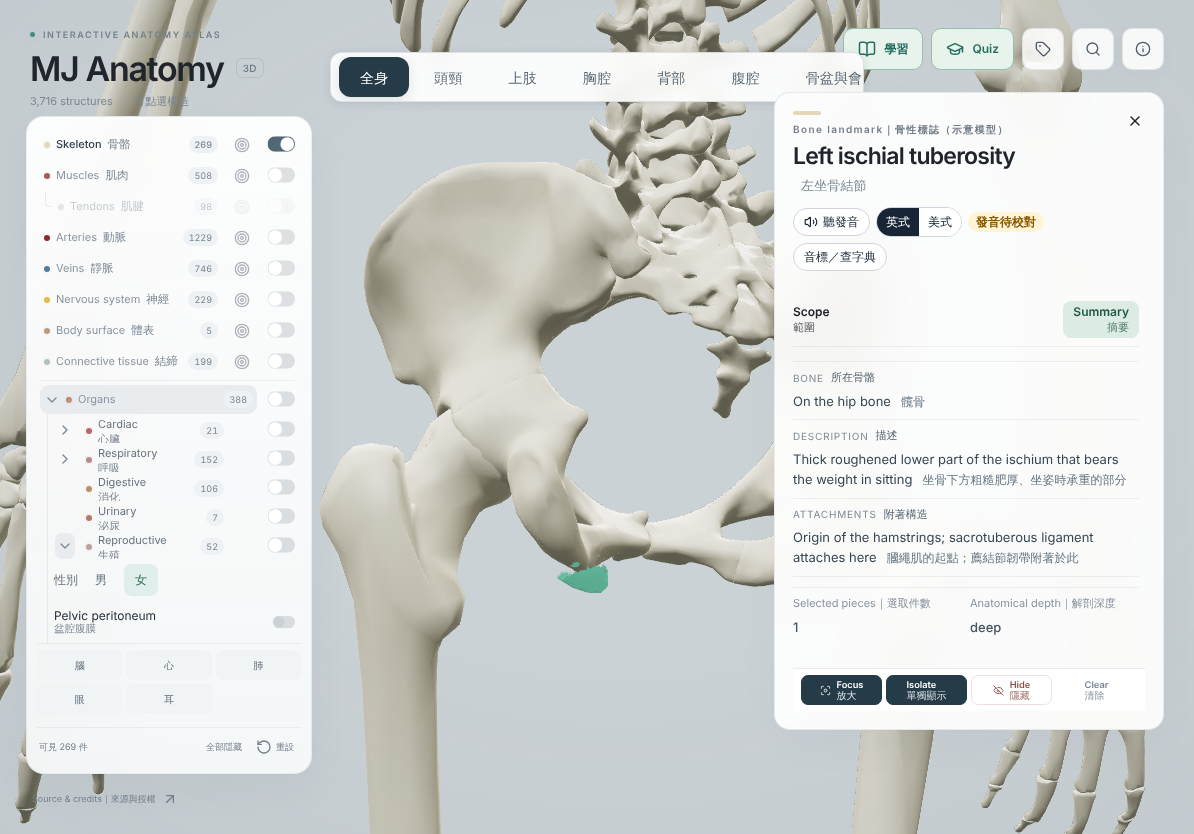 INTERACTIVE ANATOMY ATLAS
MJ Anatomy
3D
3,716 structures
點選構造
全身
頭頸
上肢
胸腔
背部
腹腔
骨盆與會
學習
Quiz
Skeleton 骨骼 269
Muscles 肌肉 508
Tendons 肌腱 98
Arteries 動脈 1229
Veins 靜脈 746
Nervous system 神經 229
Body surface 體表 5
Connective tissue 結締 199
Organs 388
Cardiac 21
心臟
Respiratory 152
呼吸
Digestive 106
消化
Urinary 7
泌尿
Reproductive 52
生殖
性別 男 女
Pelvic peritoneum
盆腔腹膜
腦 心 肺
眼 耳
可見 269 件
全部隱藏
重設
Source & credits | 來源與授權
Bone landmark | 骨性標誌（示意模型）
Left ischial tuberosity
左坐骨結節
聽發音
英式 美式
發音待校對
音標／查字典
Scope
範圍
Summary
摘要
BONE 所在骨骼
On the hip bone 髖骨
DESCRIPTION 描述
Thick roughened lower part of the ischium that bears
the weight in sitting 坐骨下方粗糙肥厚、坐姿時承重的部分
ATTACHMENTS 附著構造
Origin of the hamstrings; sacrotuberous ligament
attaches here 膕繩肌的起點；薦結節韌帶附著於此
Selected pieces｜選取件數
1
Anatomical depth｜解剖深度
deep
Focus
放大
Isolate
單獨顯示
Hide
隱藏
Clear
清除